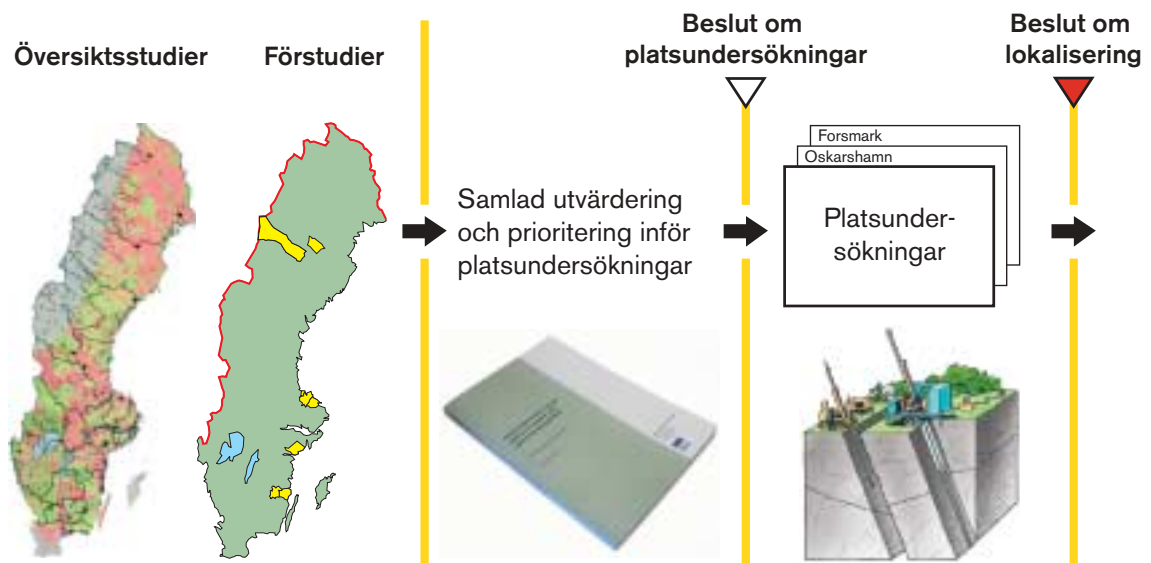 Översiktsstudier
Förstudier
Samlad utvärdering
och prioritering inför
platsundersökningar
Beslut om
platsundersökningar
Forsmark
Oskarshamn
Platsunder-
sökningar
Beslut om
lokalisering